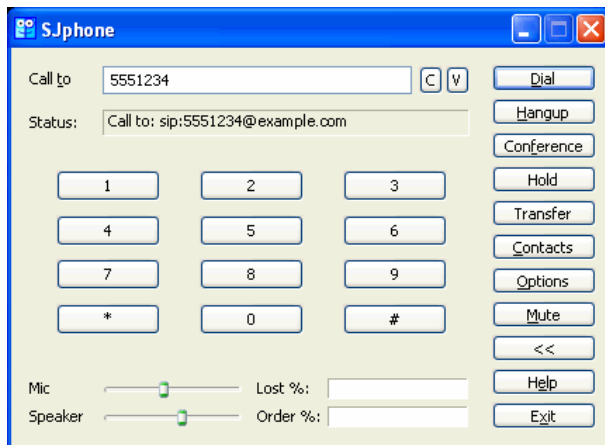 SJphone
Call to 5551234 C V Dial
Status: Call to: sip:5551234@example.com Hangup
Conference
1 2 3 Hold
4 5 6 Transfer
Contacts
7 8 9 Options
* 0 # Mute
<<
Mic Lost %: Help
Speaker Order %: Exit